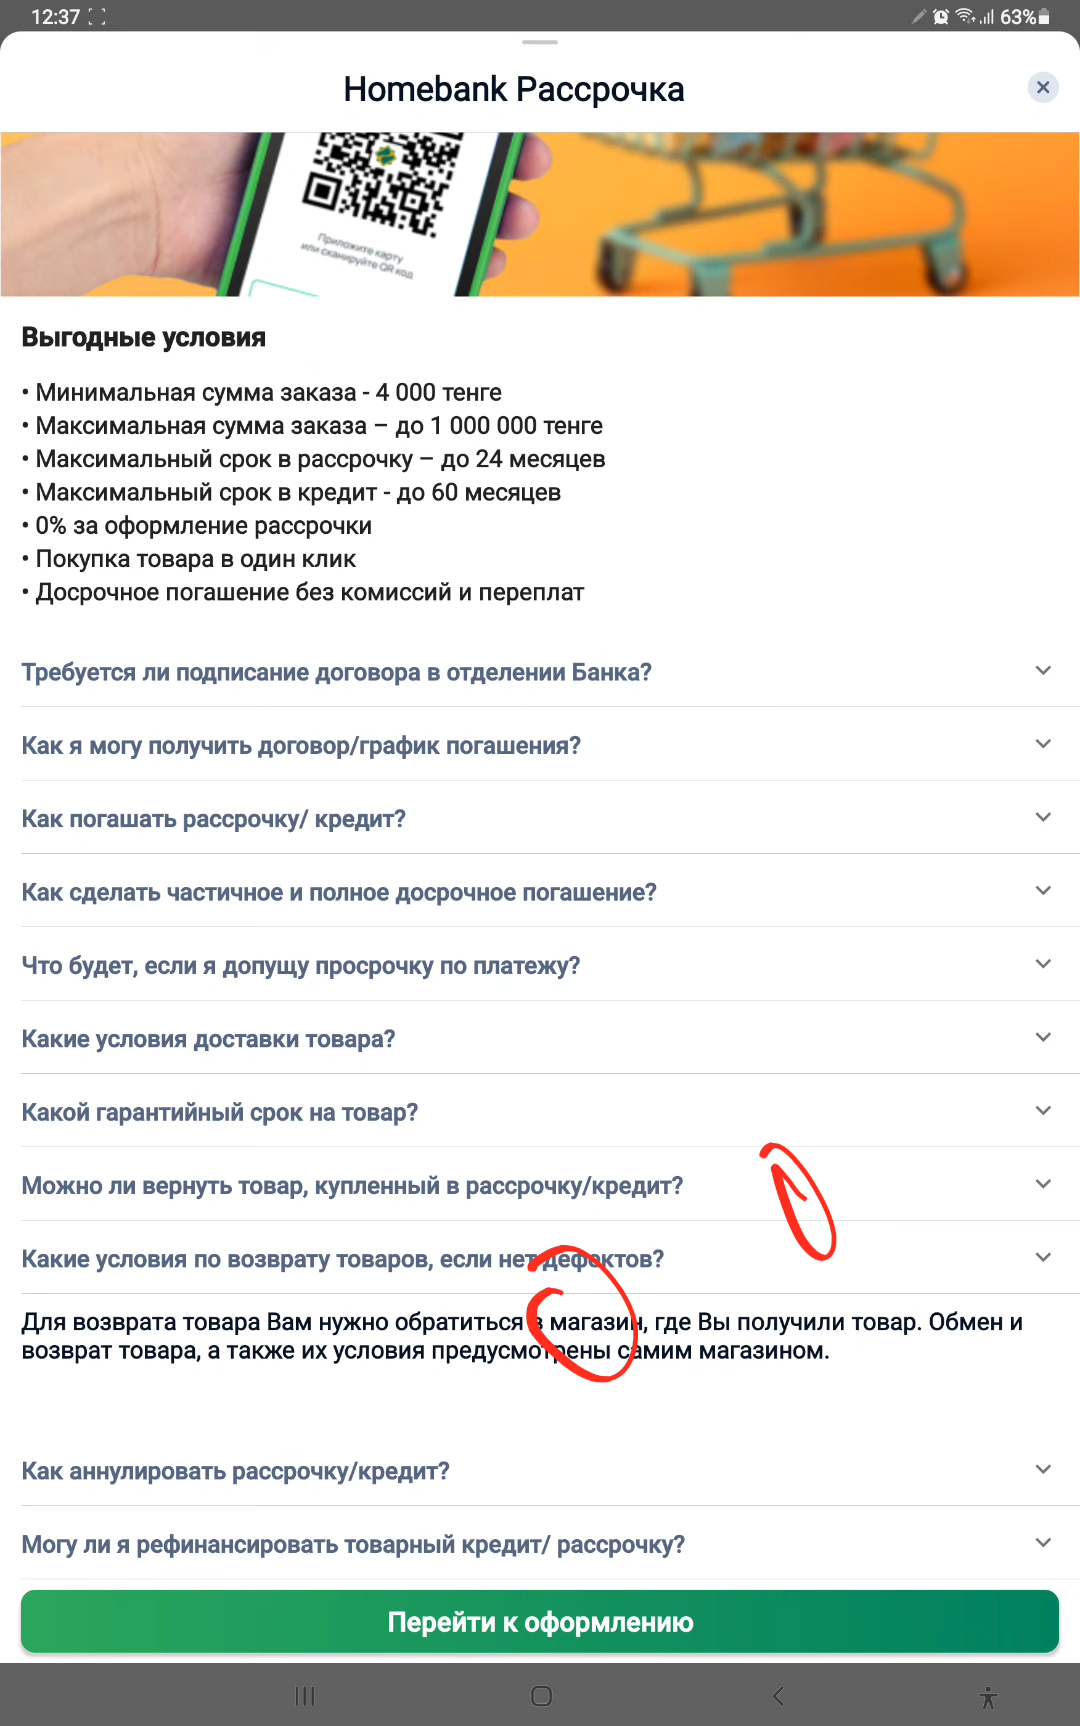 12:37
63%
Homebank Рассрочка
Приложите карту
или сканируйте QR код
Выгодные условия
• Минимальная сумма заказа - 4 000 тенге
• Максимальная сумма заказа – до 1 000 000 тенге
• Максимальный срок в рассрочку – до 24 месяцев
• Максимальный срок в кредит - до 60 месяцев
• 0% за оформление рассрочки
• Покупка товара в один клик
• Досрочное погашение без комиссий и переплат
Требуется ли подписание договора в отделении Банка?
Как я могу получить договор/график погашения?
Как погашать рассрочку/ кредит?
Как сделать частичное и полное досрочное погашение?
Что будет, если я допущу просрочку по платежу?
Какие условия доставки товара?
Какой гарантийный срок на товар?
Можно ли вернуть товар, купленный в рассрочку/кредит?
Какие условия по возврату товаров, если нет дефектов?
Для возврата товара Вам нужно обратиться в магазин, где Вы получили товар. Обмен и
возврат товара, а также их условия предусмотрены самим магазином.
Как аннулировать рассрочку/кредит?
Могу ли я рефинансировать товарный кредит/ рассрочку?
Перейти к оформлению